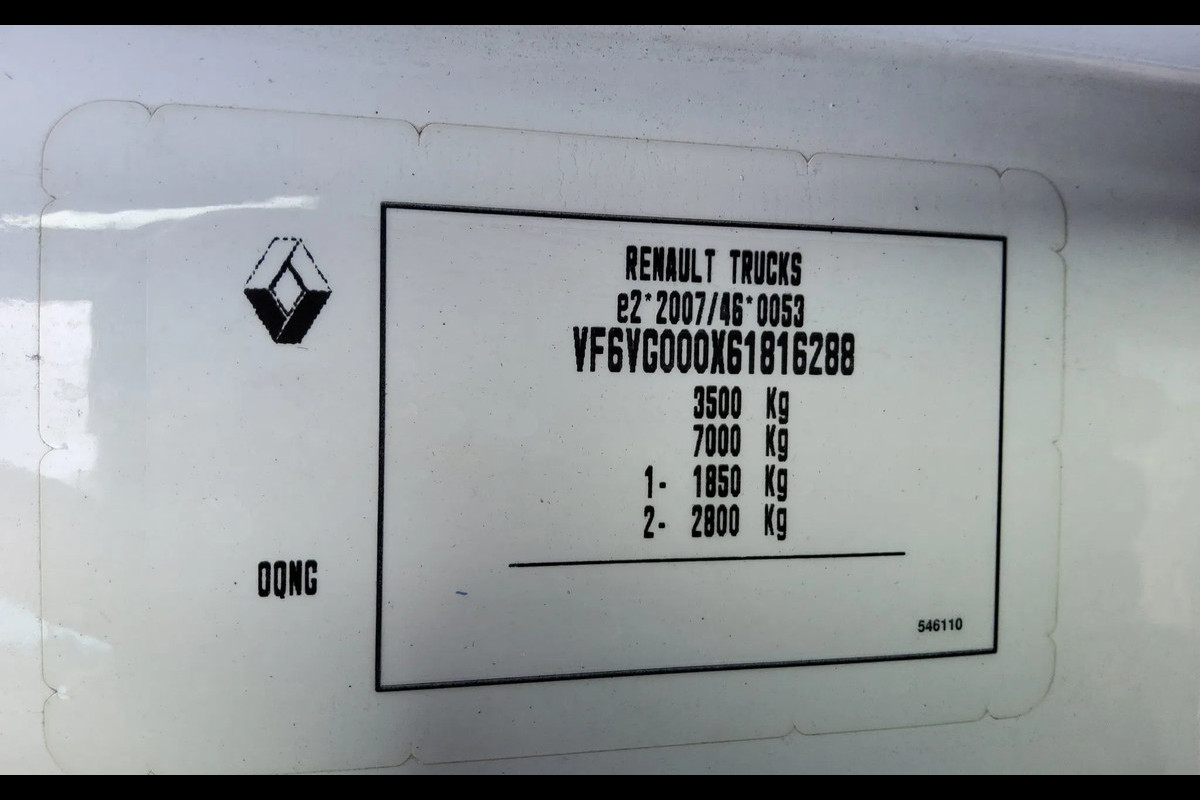 RENAULT TRUCKS
e2*2007/46*0053
VF6VG000X61816288
3500 Kg
7000 Kg
1- 1850 Kg
2- 2800 Kg
OQNG
546110